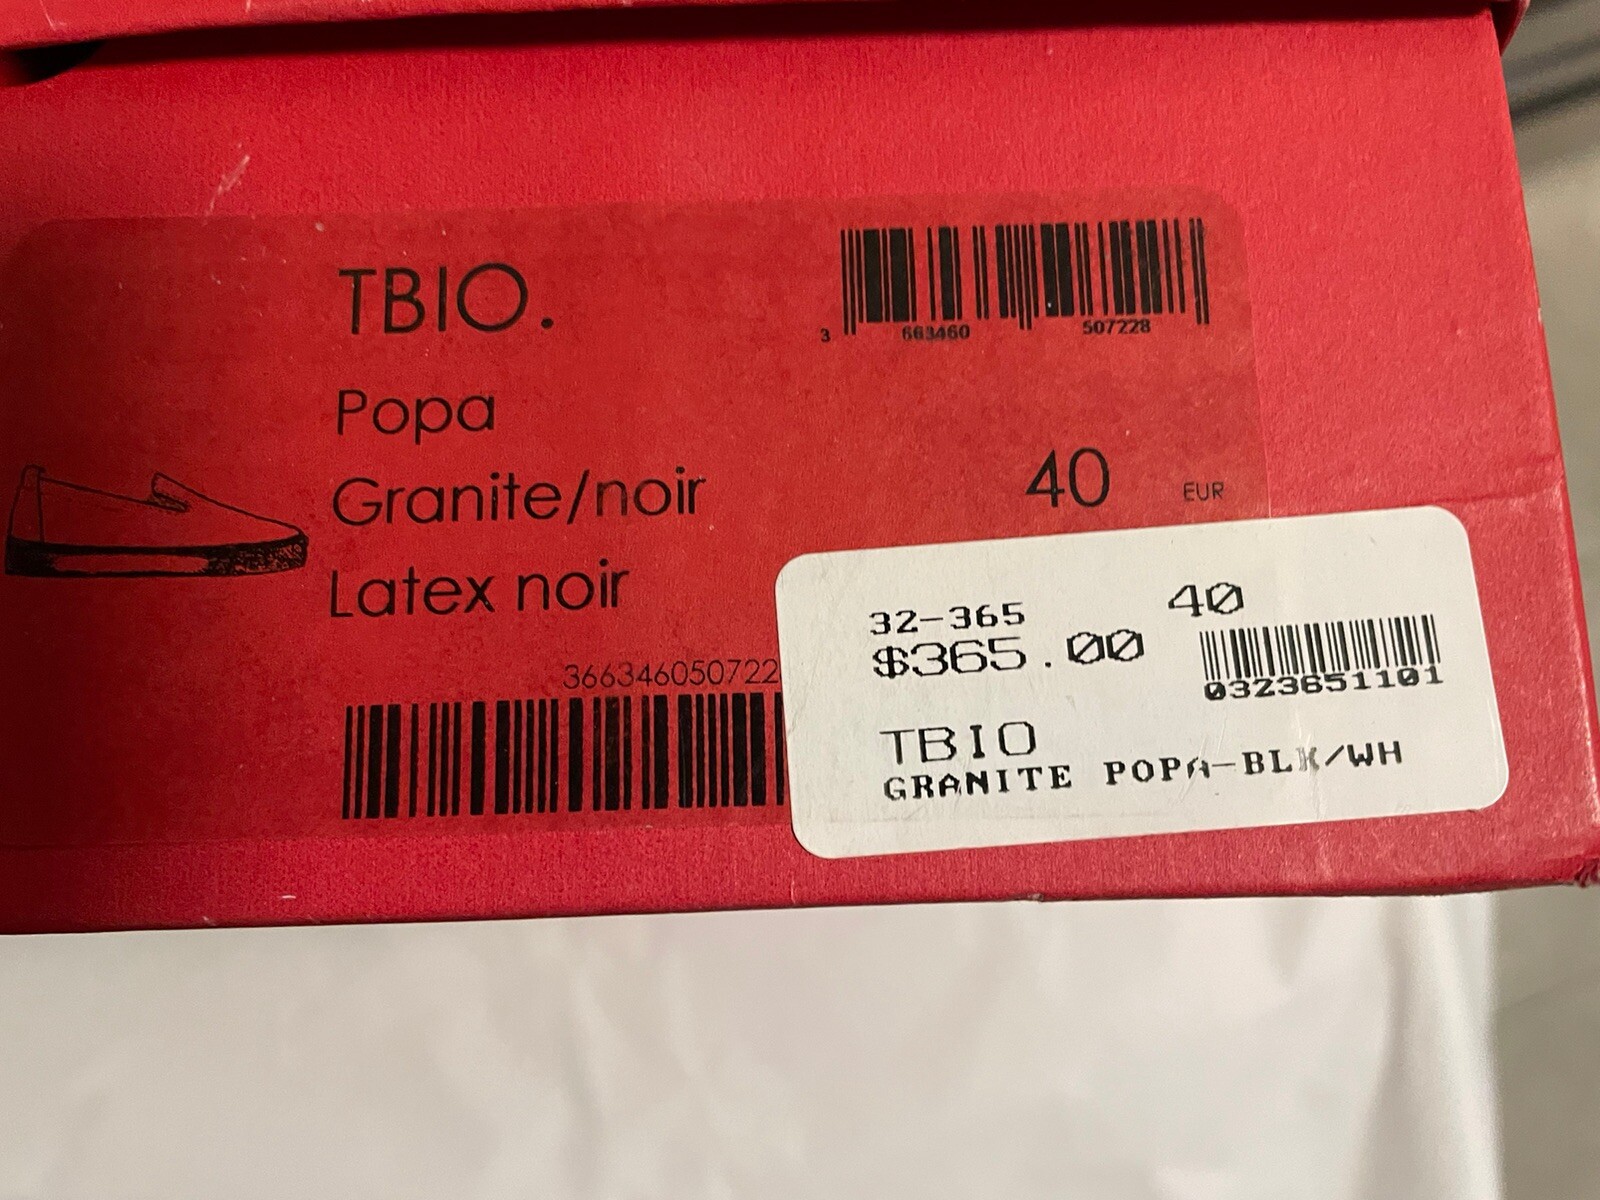 TBIO.
3 663460 507228
Popa
Granite/noir
40 EUR
Latex noir
366346050722
32-365
40
$365.00
0323651101
TBIO
GRANITE POPA-BLK/WH